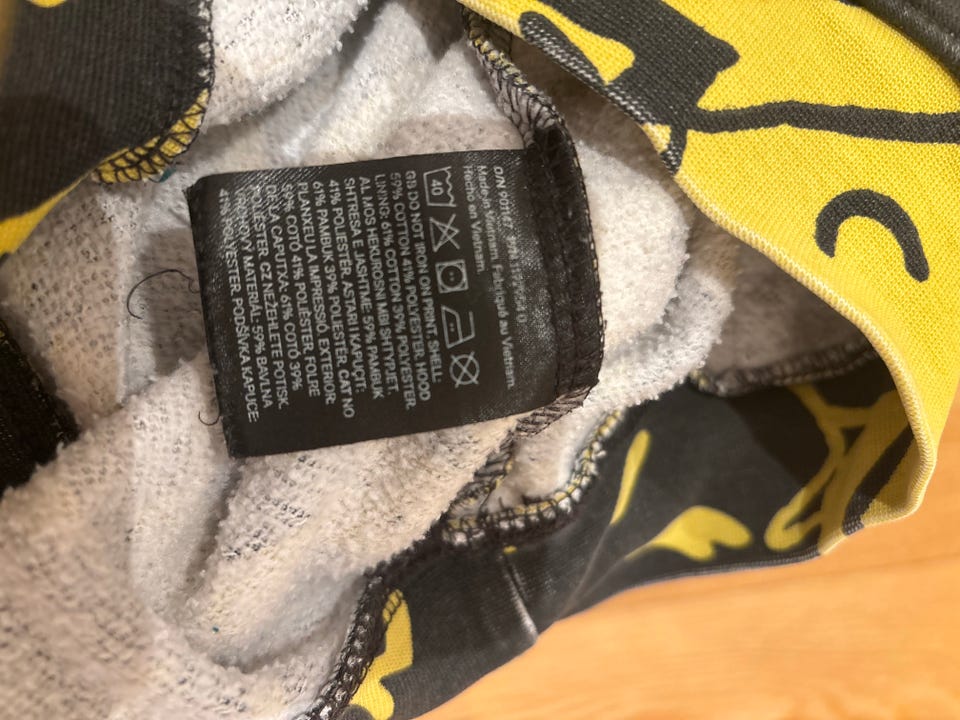 Made in Vietnam. Fabriqué au Vietnam.
Hecho en Vietnam.
40
GB DO NOT IRON ON PRINT. SHELL:
59% COTTON 41% POLYESTER
LINING: 61% COTTON 39% POLYESTER. HOOD
AL MOS HEKUROSNI MBI SHTYPJET.
SHTRESA E JASHTME: 59% PAMBUK
41% POLIESTER. ASTARI I KAPUÇIT:
61% PAMBUK 39% POLIESTER. CAT NO
PLANXEU LA IMPRESSIÓ. EXTERIOR:
59% COTÓ 41% POLIÈSTER. FOLRE
DE LA CAPUTXA: 61% COTÓ 39%
POLIÈSTER. CZ NEŽEHLETE POTISK.
VRCHOVÝ MATERIÁL: 59% BAVLNA
41% POLYESTER. PODŠÍVKA KAPUCE: